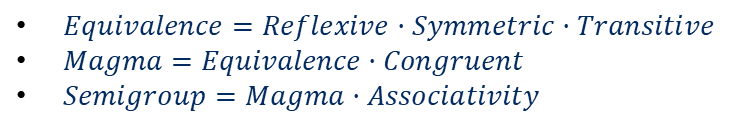 • Equivalence = Reflexive · Symmetric · Transitive
• Magma = Equivalence · Congruent
• Semigroup = Magma · Associativity